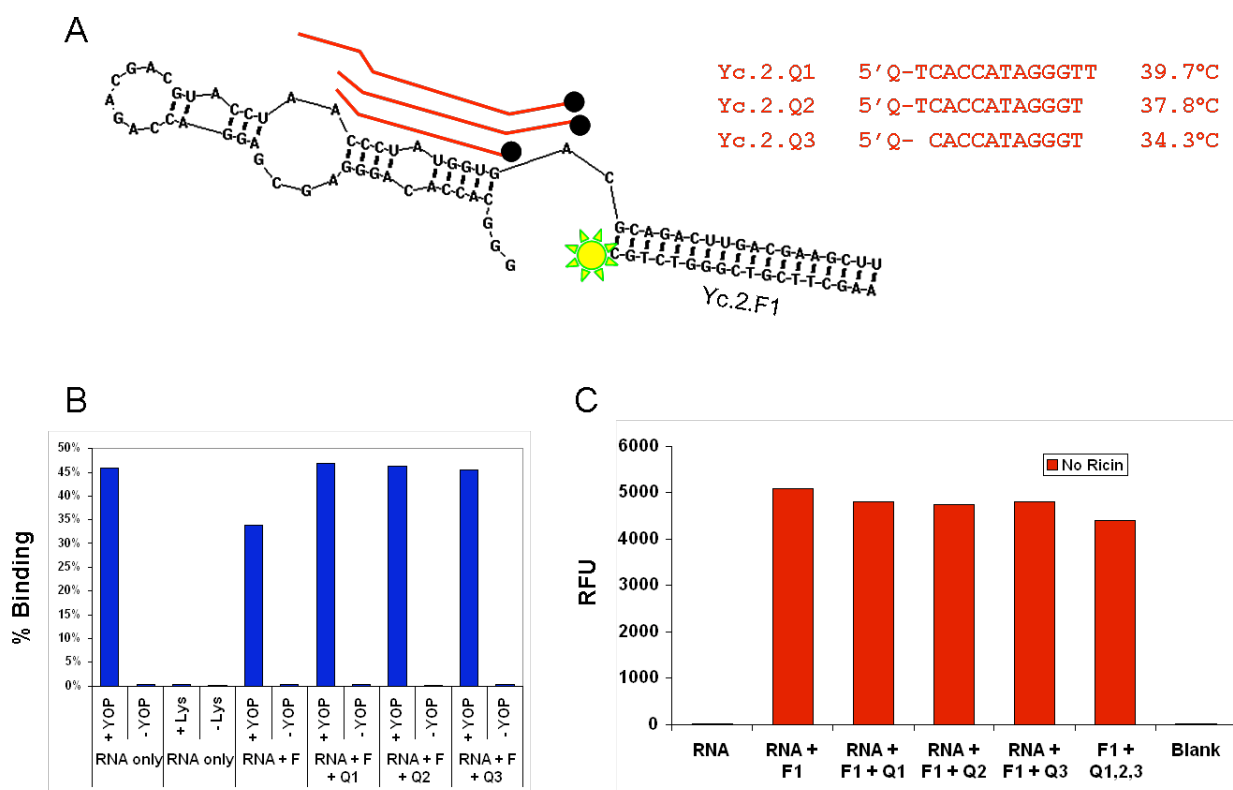 A
CGACGUACCUAACCCUAUGGUGAC
AGACCAGGAGCGAGGGACACCACGGG
GCAGACUUGACGAAGCUU
CGTCTGGGCTGCTTCGAA
Yc.2.F1
Yc.2.Q1 5'Q-TCACCATAGGGTT 39.7°C
Yc.2.Q2 5'Q-TCACCATAGGGT 37.8°C
Yc.2.Q3 5'Q- CACCATAGGGT 34.3°C
B
% Binding
50%
45%
40%
35%
30%
25%
20%
15%
10%
5%
0%
+ YOP - YOP + Lys - Lys + YOP - YOP + YOP - YOP + YOP - YOP + YOP - YOP
RNA only RNA only RNA + F RNA + F + Q1 RNA + F + Q2 RNA + F + Q3
C
RFU
6000
5000
4000
3000
2000
1000
0
No Ricin
RNA RNA + F1 RNA + F1 + Q1 RNA + F1 + Q2 RNA + F1 + Q3 F1 + Q1,2,3 Blank